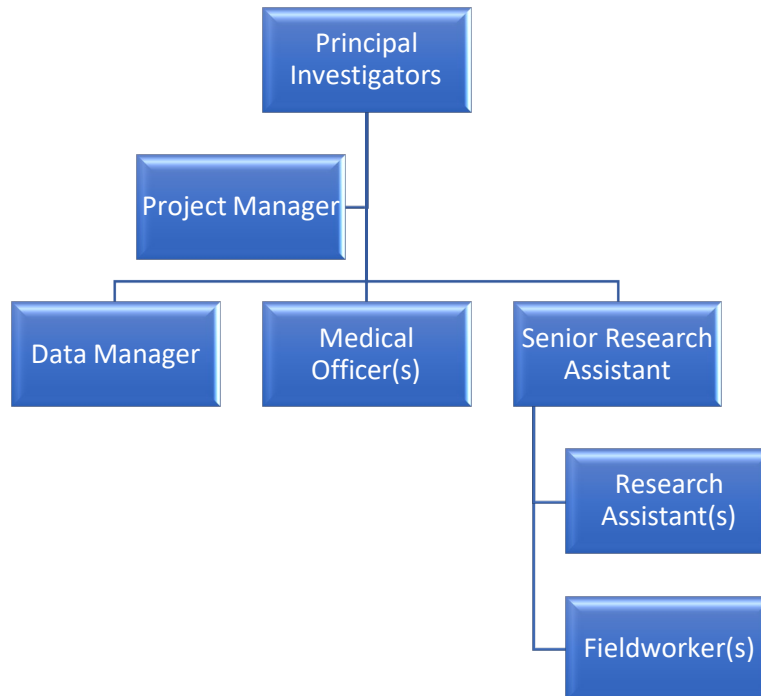 Principal
Investigators
Project Manager
Data Manager
Medical
Officer(s)
Senior Research
Assistant
Research
Assistant(s)
Fieldworker(s)